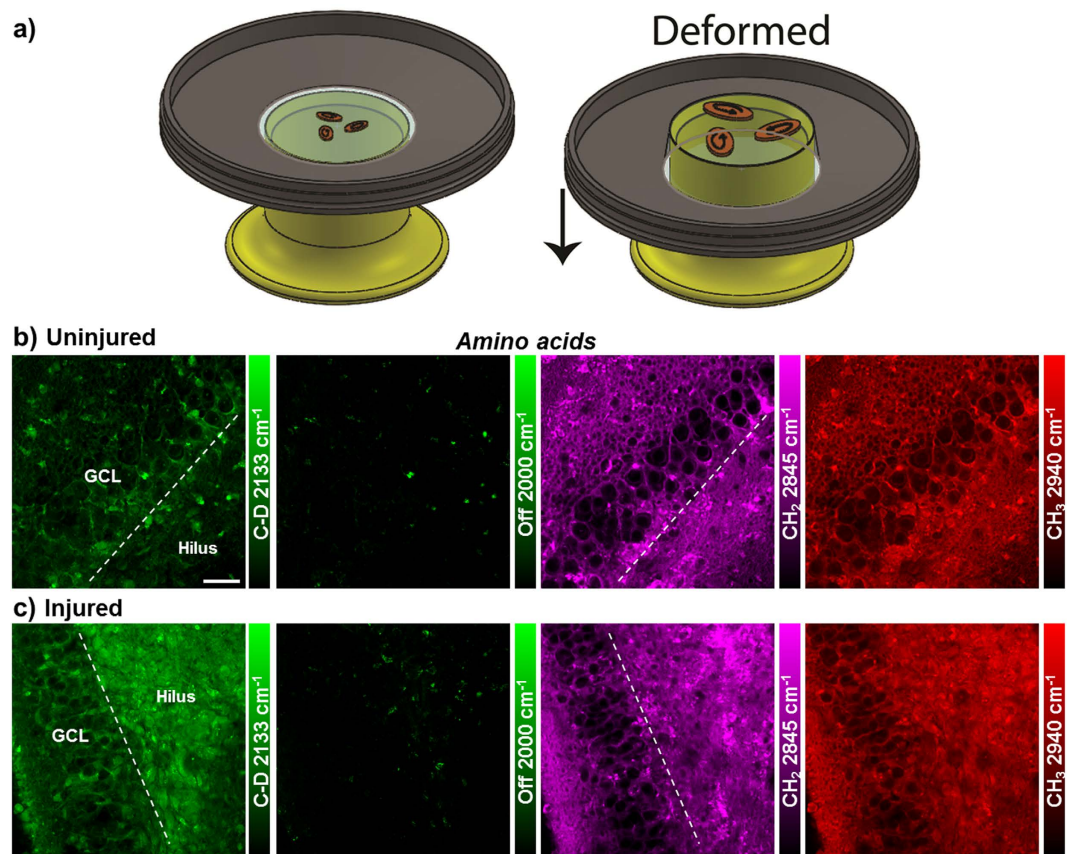 a)
Deformed
b) Uninjured
Amino acids
GCL
Hilus
C-D 2133 cm⁻¹
Off 2000 cm⁻¹
CH₂ 2845 cm⁻¹
CH₃ 2940 cm⁻¹
c) Injured
GCL
Hilus
C-D 2133 cm⁻¹
Off 2000 cm⁻¹
CH₂ 2845 cm⁻¹
CH₃ 2940 cm⁻¹